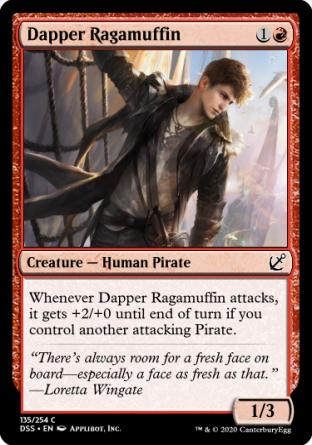 Dapper Ragamuffin 1
Creature — Human Pirate
Whenever Dapper Ragamuffin attacks,
it gets +2/+0 until end of turn if you
control another attacking Pirate.
“There’s always room for a fresh face on
board—especially a face as fresh as that.”
—Loretta Wingate
1/3
135/254 C
DSS • EN APPLIBOT, INC.
™ & © 2020 CanterburyEgg